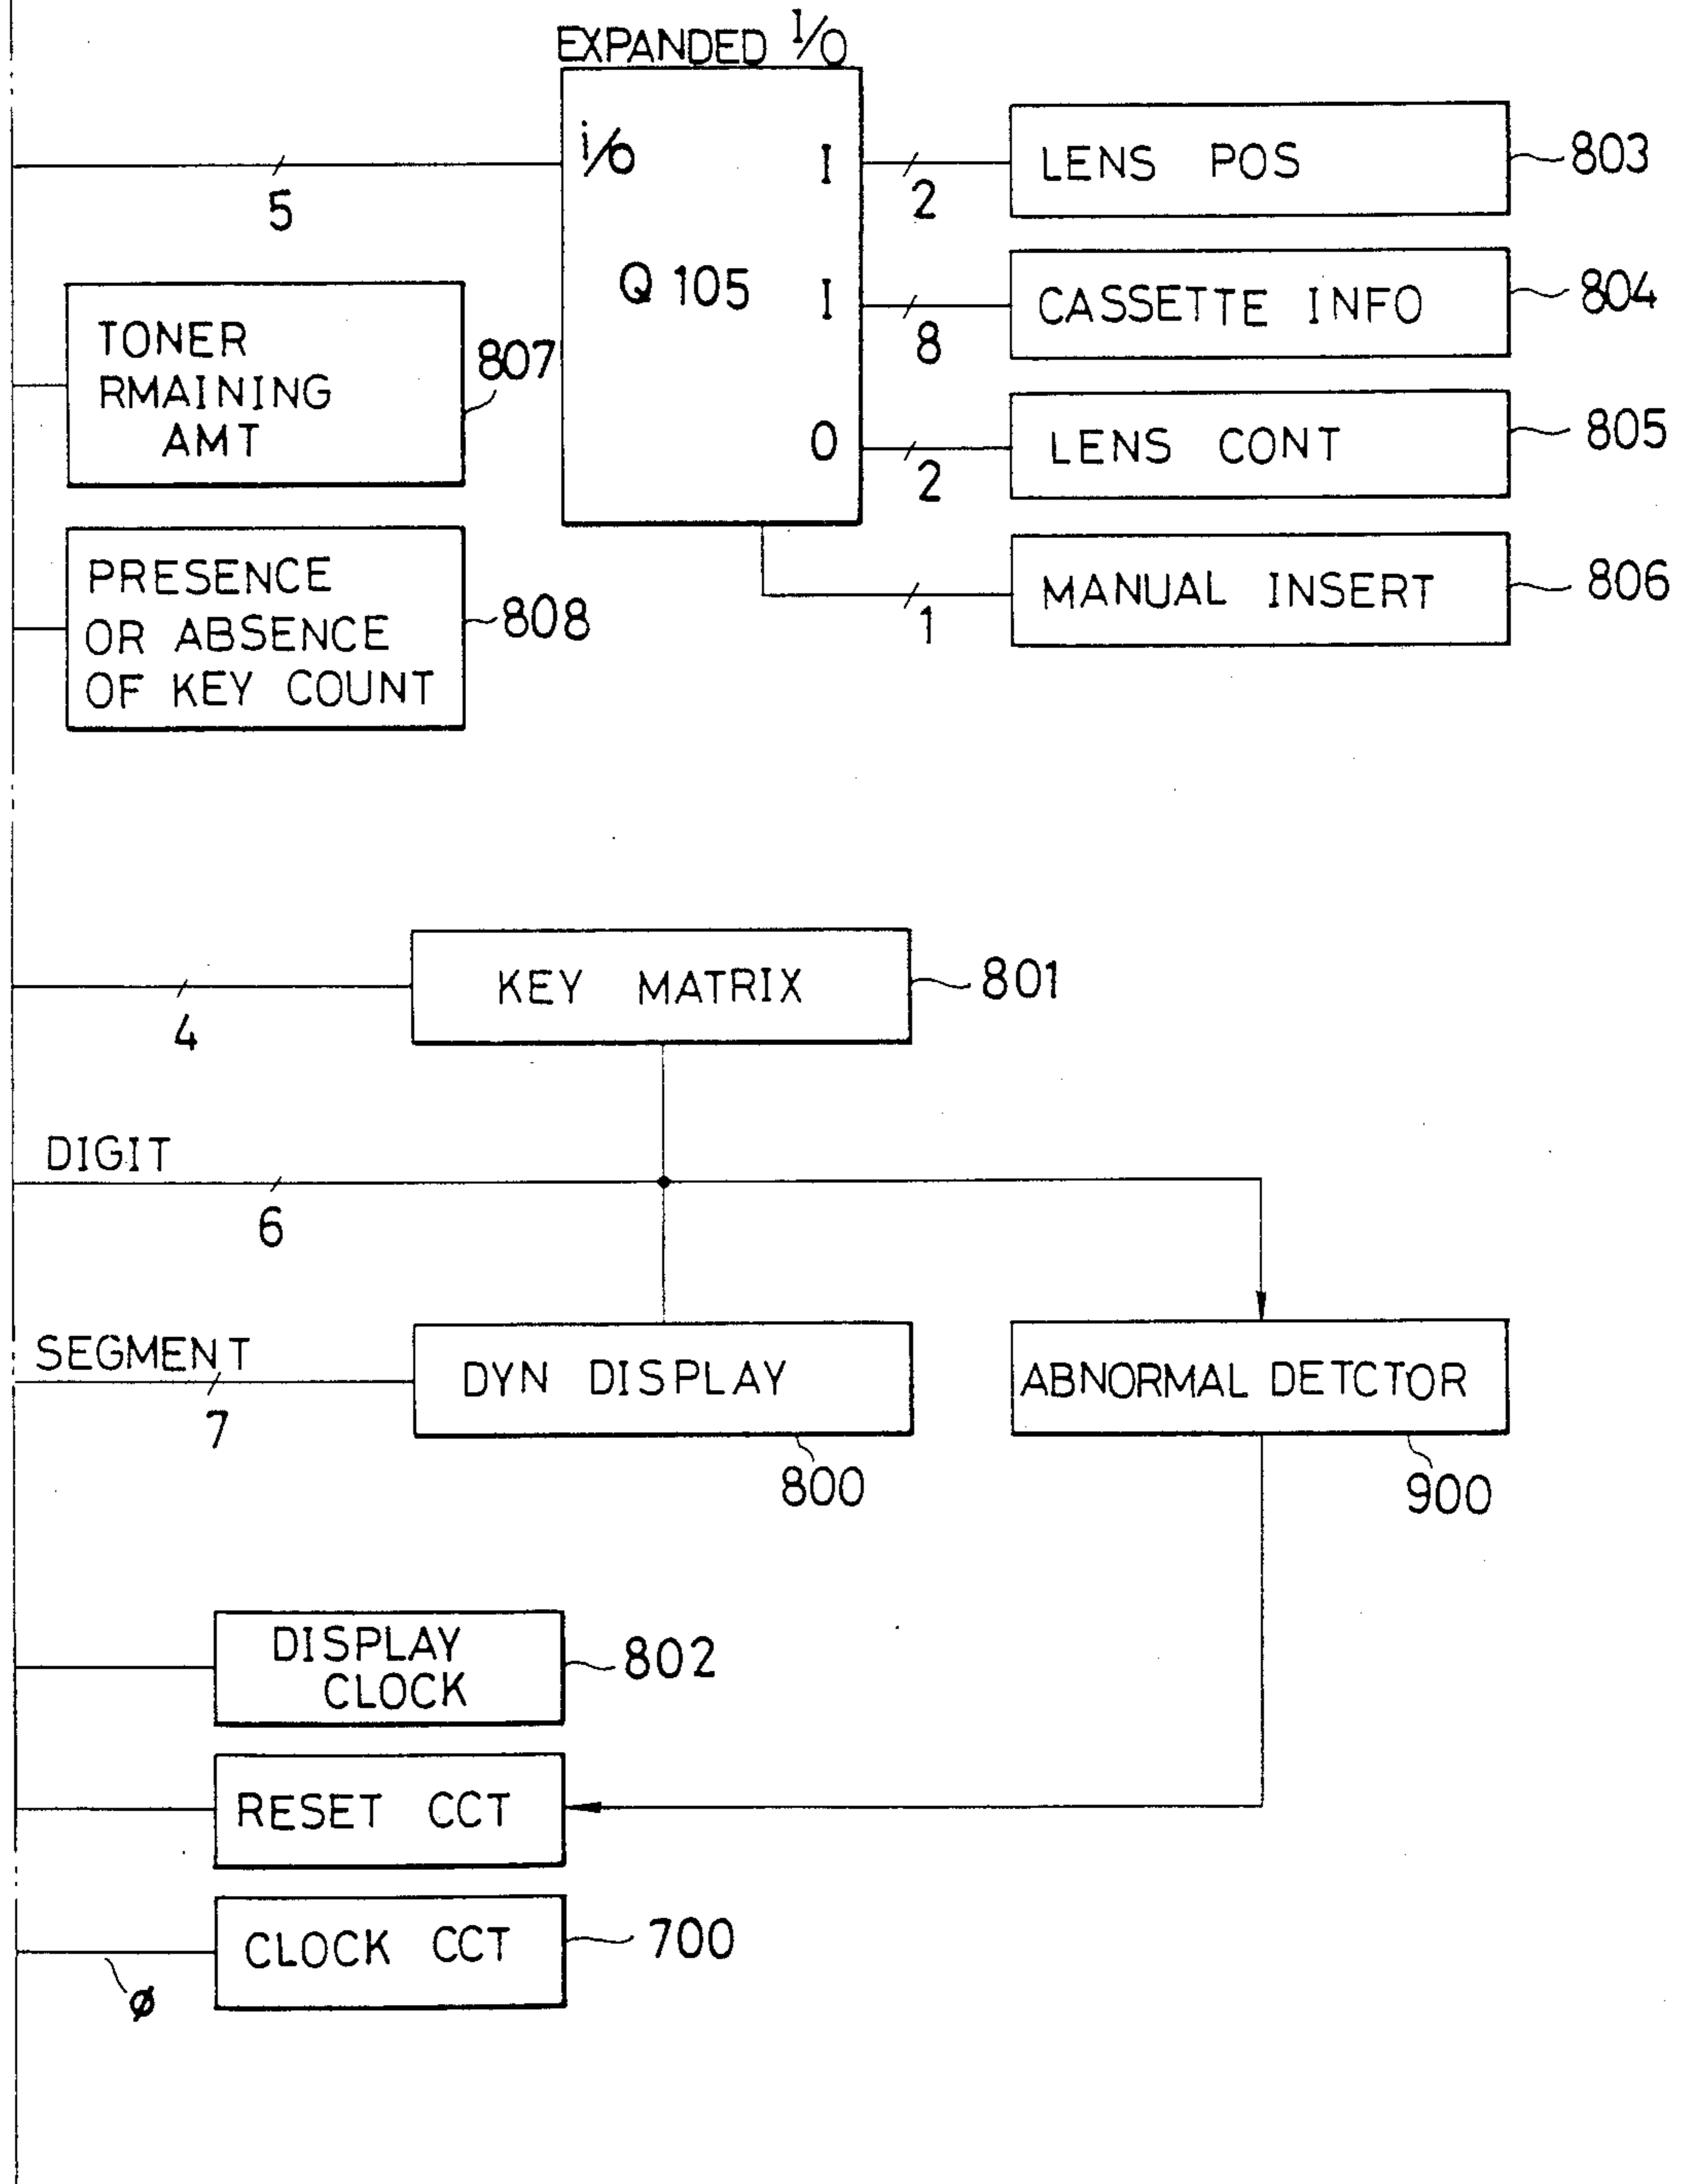 EXPANDED I/O
i/o
I
2
LENS POS
803
5
Q 105
I
8
CASSETTE INFO
804
TONER
RMAINING
AMT
807
O
2
LENS CONT
805
PRESENCE
OR ABSENCE
OF KEY COUNT
808
1
MANUAL INSERT
806
4
KEY MATRIX
801
DIGIT
6
SEGMENT
7
DYN DISPLAY
800
ABNORMAL DETCTOR
900
DISPLAY
CLOCK
802
RESET CCT
CLOCK CCT
700
ø